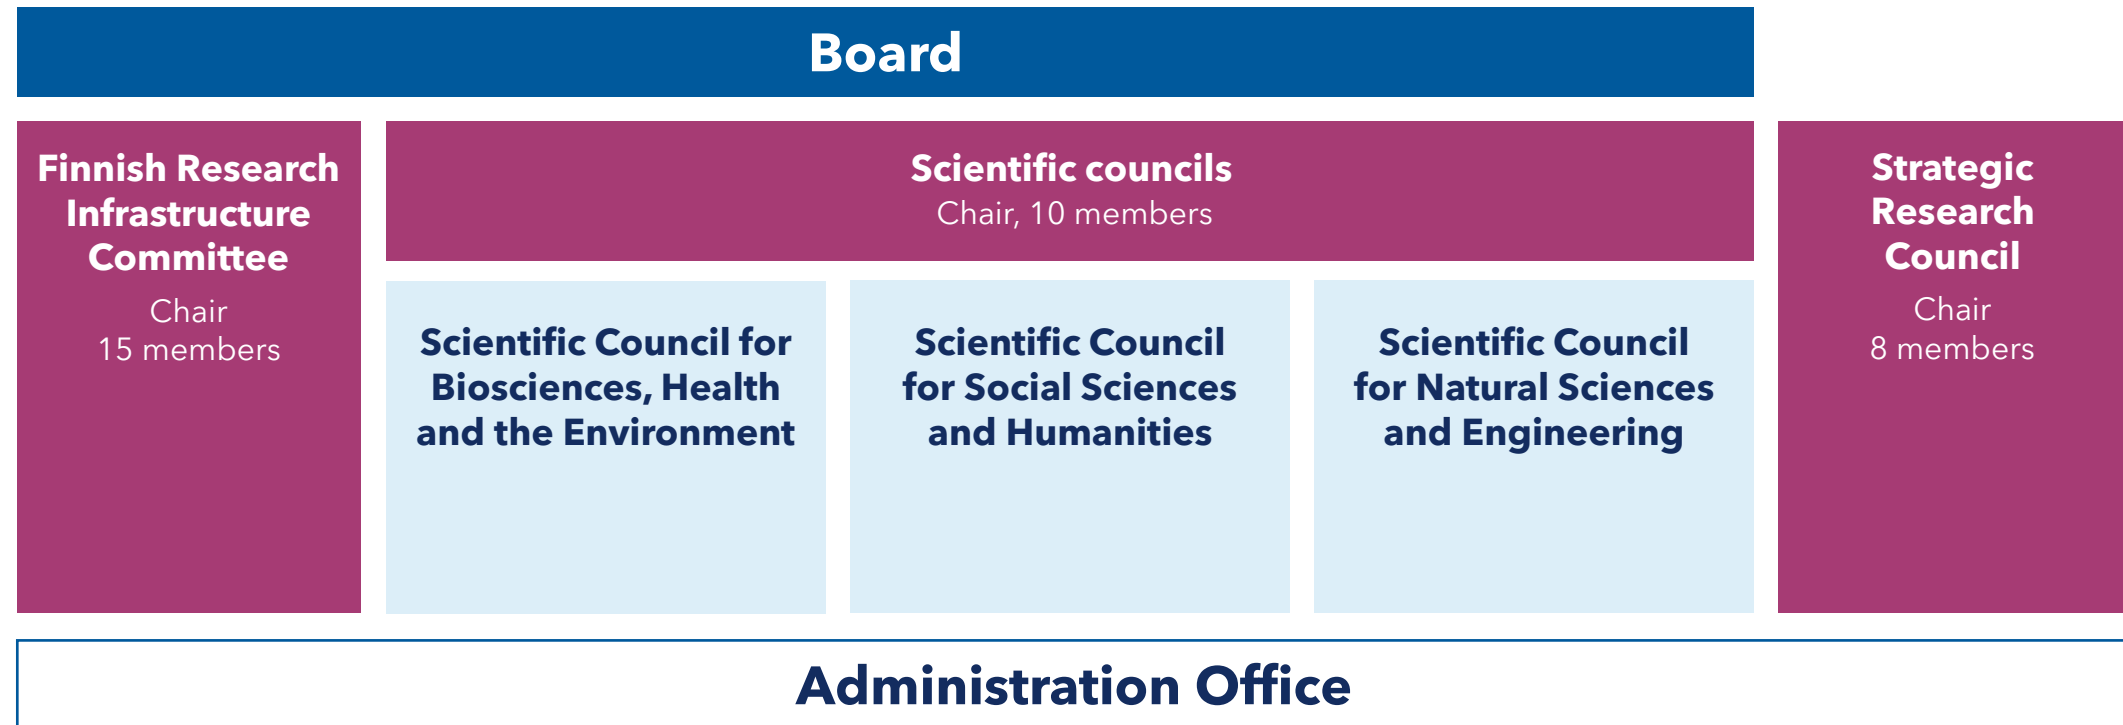 Board
Finnish Research
Infrastructure
Committee
Chair
15 members
Scientific councils
Chair, 10 members
Scientific Council for
Biosciences, Health
and the Environment
Scientific Council
for Social Sciences
and Humanities
Scientific Council
for Natural Sciences
and Engineering
Strategic
Research
Council
Chair
8 members
Administration Office